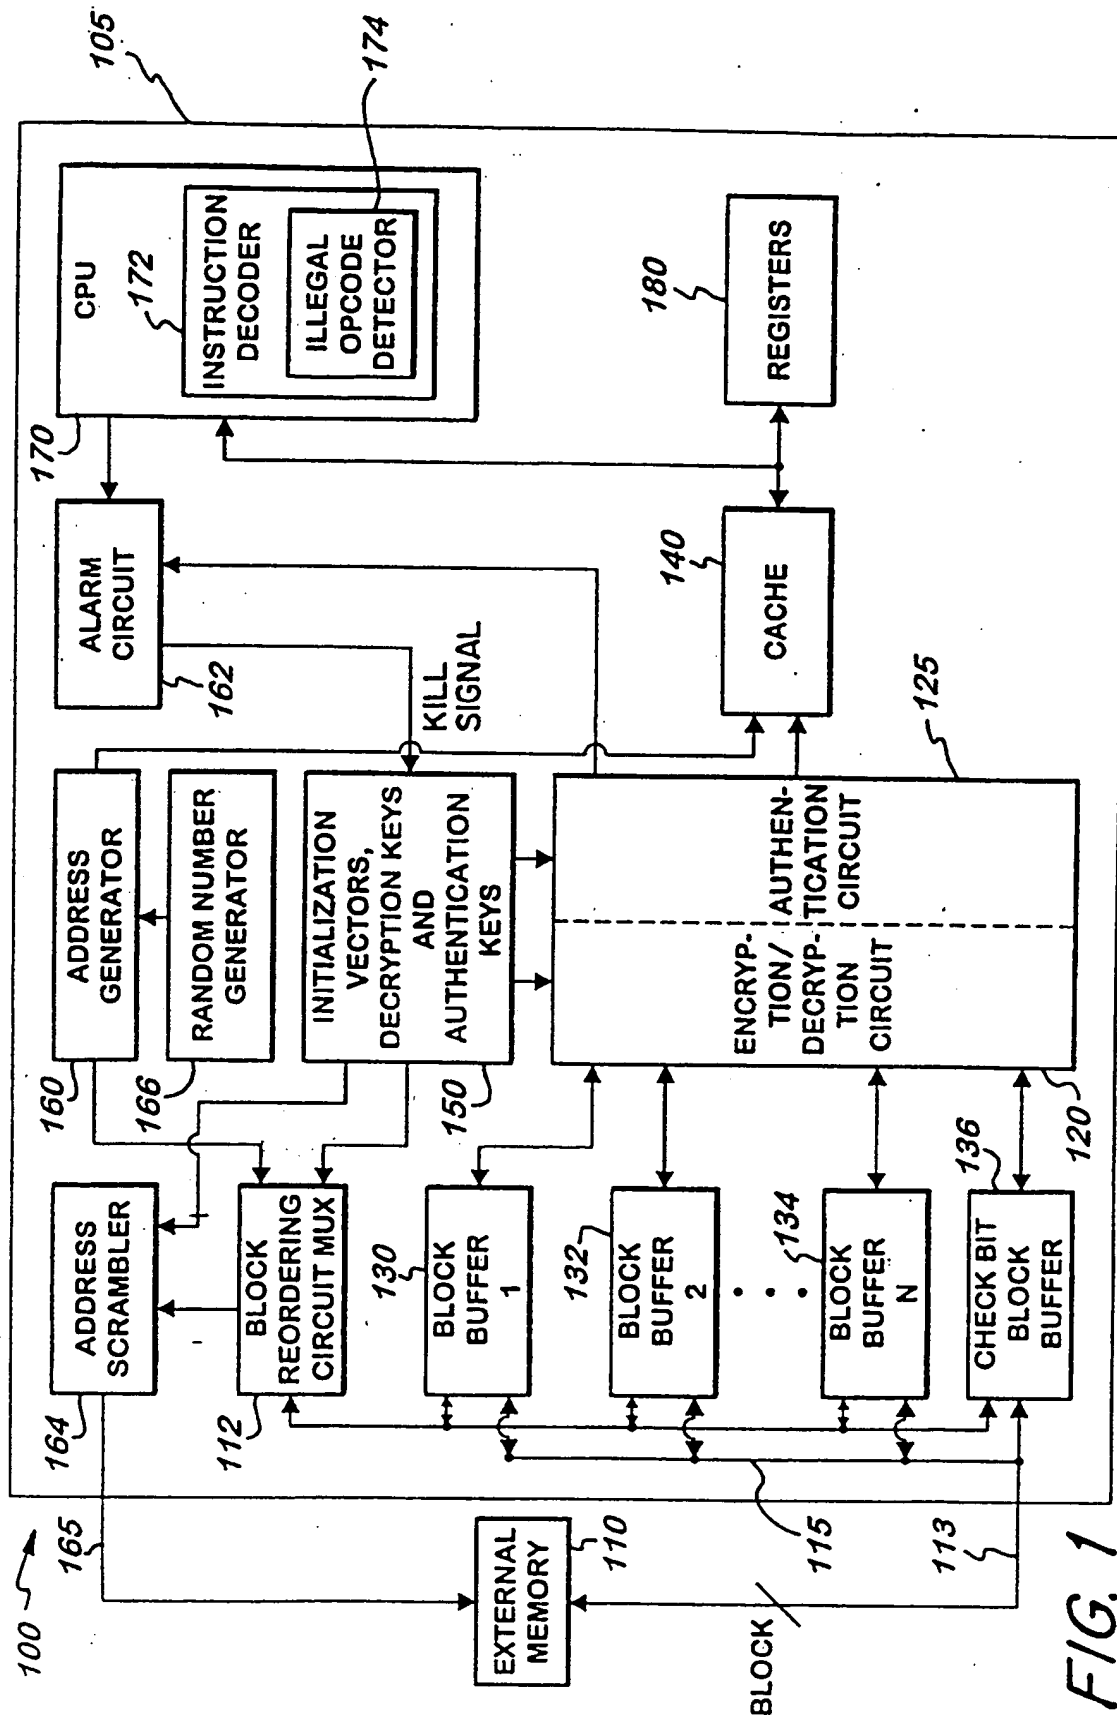 100
165
EXTERNAL
MEMORY
110
BLOCK
115
113
FIG. 1
105
164
ADDRESS
SCRAMBLER
112
BLOCK
REORDERING
CIRCUIT MUX
130
BLOCK
BUFFER
1
132
BLOCK
BUFFER
2
• • •
134
BLOCK
BUFFER
N
136
CHECK BIT
BLOCK
BUFFER
160
ADDRESS
GENERATOR
166
RANDOM NUMBER
GENERATOR
150
INITIALIZATION
VECTORS,
DECRYPTION KEYS
AND
AUTHENTICATION
KEYS
120
ENCRYP-
TION/
DECRYP-
TION
CIRCUIT
AUTHEN-
TICATION
CIRCUIT
125
162
ALARM
CIRCUIT
KILL
SIGNAL
140
CACHE
170
CPU
172
INSTRUCTION
DECODER
ILLEGAL
OPCODE
DETECTOR
174
180
REGISTERS